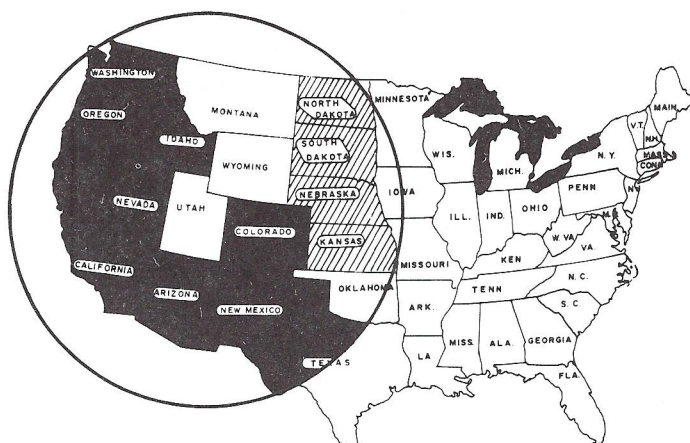 WASHINGTON
OREGON
IDAHO
MONTANA
WYOMING
NEVADA
UTAH
COLORADO
CALIFORNIA
ARIZONA
NEW MEXICO
TEXAS
NORTH
DAKOTA
SOUTH
DAKOTA
NEBRASKA
KANSAS
OKLAHOMA
MINNESOTA
IOWA
MISSOURI
ARK.
LA
WIS.
ILL.
MICH.
IND.
OHIO
KEN
TENN
MISS.
ALA.
GEORGIA
FLA.
S.C
N.C.
VA.
W.VA
PENN
N.Y.
V.T.
N.H.
MAIN
MASS
CONN